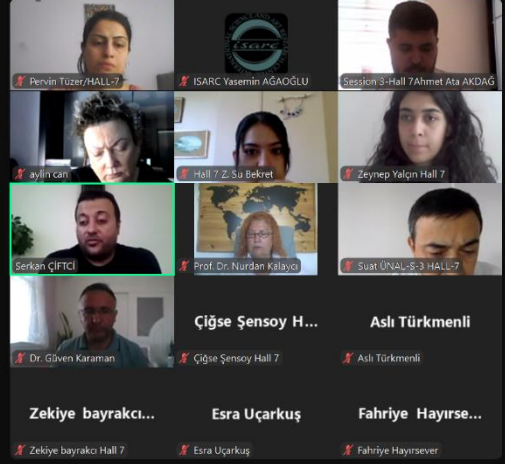 Pervin Tüzer/HALL-7
isarc
ISARC Yasemin AĞAOĞLU
Session 3-Hall 7Ahmet Ata AKDAĞ
aylin can
Hall 7 Z. Su Bekret
Zeynep Yalçın Hall 7
Serkan ÇİFTCİ
Prof. Dr. Nurdan Kalaycı
Suat ÜNAL-S-3 HALL-7
Dr. Güven Karaman
Çiğse Şensoy H...
Çiğse Şensoy Hall 7
Aslı Türkmenli
Aslı Türkmenli
Zekiye bayrakcı...
Zekiye bayrakcı Hall 7
Esra Uçarkuş
Esra Uçarkuş
Fahriye Hayırse...
Fahriye Hayırsever